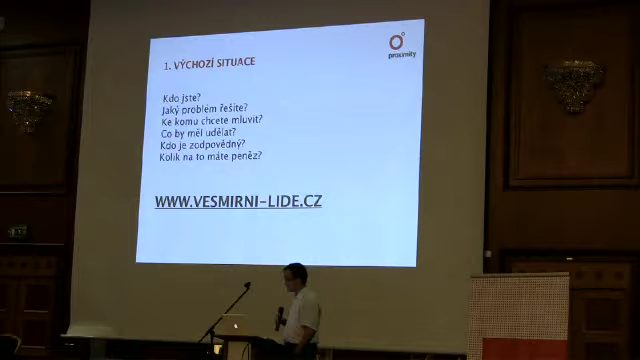 proximity
1. VÝCHOZÍ SITUACE
Kdo jste?
Jaký problém řešíte?
Ke komu chcete mluvit?
Co by měl udělat?
Kdo je zodpovědný?
Kolik na to máte peněz?
WWW.VESMIRNI-LIDE.CZ